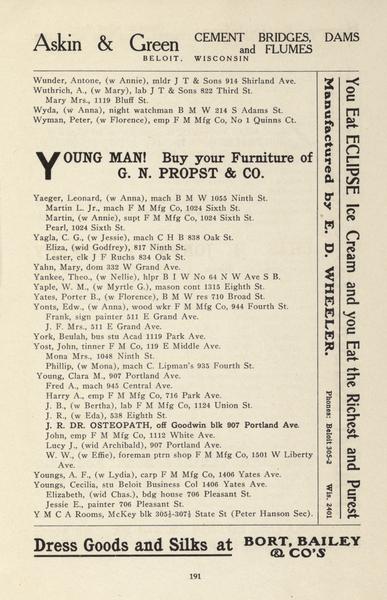 Askin & Green CEMENT BRIDGES, DAMS
and FLUMES
BELOIT, WISCONSIN
Wunder, Antone, (w Annie), mldr J T & Sons 914 Shirland Ave.
Wuthrich, A., (w Mary), lab J T & Sons 822 Third St.
Mary Mrs., 1119 Bluff St.
Wyda, (w Anna), night watchman B M W 214 S Adams St.
Wyman, Peter, (w Florence), emp F M Mfg Co, No 1 Quinns Ct.
YOUNG MAN! Buy your Furniture of
G. N. PROPST & CO.
Yaeger, Leonard, (w Anna), mach B M W 1055 Ninth St.
Martin L. Jr., mach F M Mfg Co, 1024 Sixth St.
Martin, (w Annie), supt F M Mfg Co, 1024 Sixth St.
Pearl, 1024 Sixth St.
Yagla, C. G., (w Jessie), mach C H B 838 Oak St.
Eliza, (wid Godfrey), 817 Ninth St.
Lester, clk J F Ruchs 834 Oak St.
Yahn, Mary, dom 332 W Grand Ave.
Yankee, Theo., (w Nellie), hlpr B I W No 64 N W Ave S B.
Yaple, W. M., (w Myrtle G.), mason cont 1315 Eighth St.
Yates, Porter B., (w Florence), B M W res 710 Broad St.
Yonts, Edw., (w Anna), wood wkr F M Mfg Co, 944 Fourth St.
Frank, sign painter 511 E Grand Ave.
J. F. Mrs., 511 E Grand Ave.
York, Beulah, bus stu Acad 1119 Park Ave.
Yost, John, tinner F M Co, 119 E Middle Ave.
Mona Mrs., 1048 Ninth St.
Phillip, (w Mona), mach C. Lipman's 935 Fourth St.
Young, Clara M., 907 Portland Ave.
Fred A., mach 945 Central Ave.
Harry A., emp F M Mfg Co, 716 Park Ave.
J. B., (w Bertha), lab F M Mfg Co, 1124 Union St.
J. R., (w Eda), 538 Eighth St.
J. R. DR. OSTEOPATH, off Goodwin blk 907 Portland Ave.
John, emp F M Mfg Co, 1112 White Ave.
Lucy J., (wid Archibald), 907 Portland Ave.
W. W., (w Effie), foreman ptrn shop F M Mfg Co, 1501 W Liberty
Ave.
Youngs, A. F., (w Lydia), carp F M Mfg Co, 1406 Yates Ave.
Youngs, Cecilia, stu Beloit Business Col 1406 Yates Ave.
Elizabeth, (wid Chas.), bdg house 706 Pleasant St.
Jessie E., painter 706 Pleasant St.
Y M C A Rooms, McKey blk 305½-307½ State St (Peter Hanson Sec).
You Eat ECLIPSE Ice Cream and you Eat the Richest and Purest
Manufactured by E. D. WHEELER. Phones: Beloit 305-2 Wis. 2401
Dress Goods and Silks at BORT, BAILEY
& CO'S
191